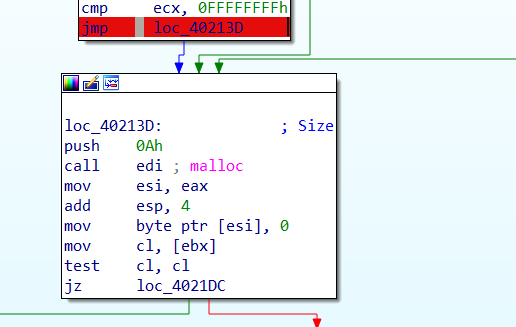 cmp     ecx, 0FFFFFFFFh
jmp     loc_40213D
loc_40213D:             ; Size
push    0Ah
call    edi ; malloc
mov     esi, eax
add     esp, 4
mov     byte ptr [esi], 0
mov     cl, [ebx]
test    cl, cl
jz      loc_4021DC